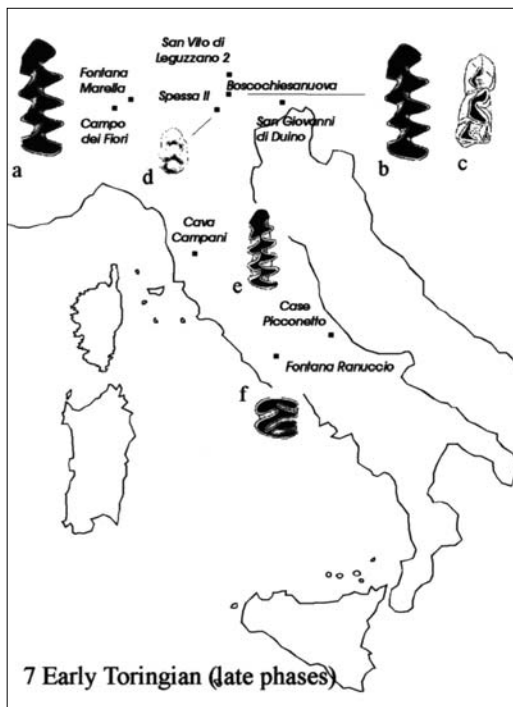 San Vito di
Leguzzano 2
Fontana
Marella
Spessa II
Boscochiesanuova
Campo
dei Fiori
San Giovanni
di Duino
a
d
b
c
Cava
Campani
e
Case
Picconetto
Fontana Ranuccio
f
7 Early Toringian (late phases)